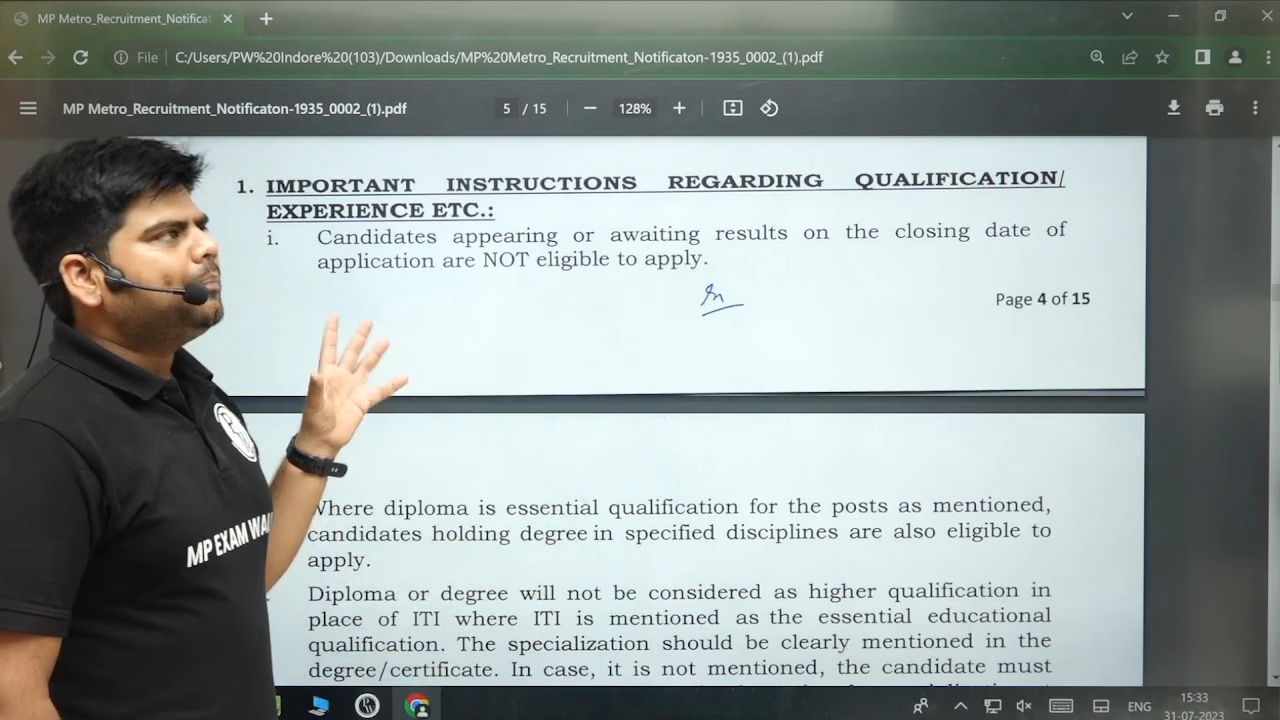 MP Metro_Recruitment_Notificat
File
C:/Users/PW%20Indore%20(103)/Downloads/MP%20Metro_Recruitment_Notificaton-1935_0002_(1).pdf
MP Metro_Recruitment_Notificaton-1935_0002_(1).pdf
5 / 15
128%
1. IMPORTANT INSTRUCTIONS REGARDING QUALIFICATION/
EXPERIENCE ETC.:
i. Candidates appearing or awaiting results on the closing date of
application are NOT eligible to apply.
Page 4 of 15
Where diploma is essential qualification for the posts as mentioned,
candidates holding degree in specified disciplines are also eligible to
apply.
Diploma or degree will not be considered as higher qualification in
place of ITI where ITI is mentioned as the essential educational
qualification. The specialization should be clearly mentioned in the
degree/certificate. In case, it is not mentioned, the candidate must
MP EXAM
ENG
15:33
31-07-2023